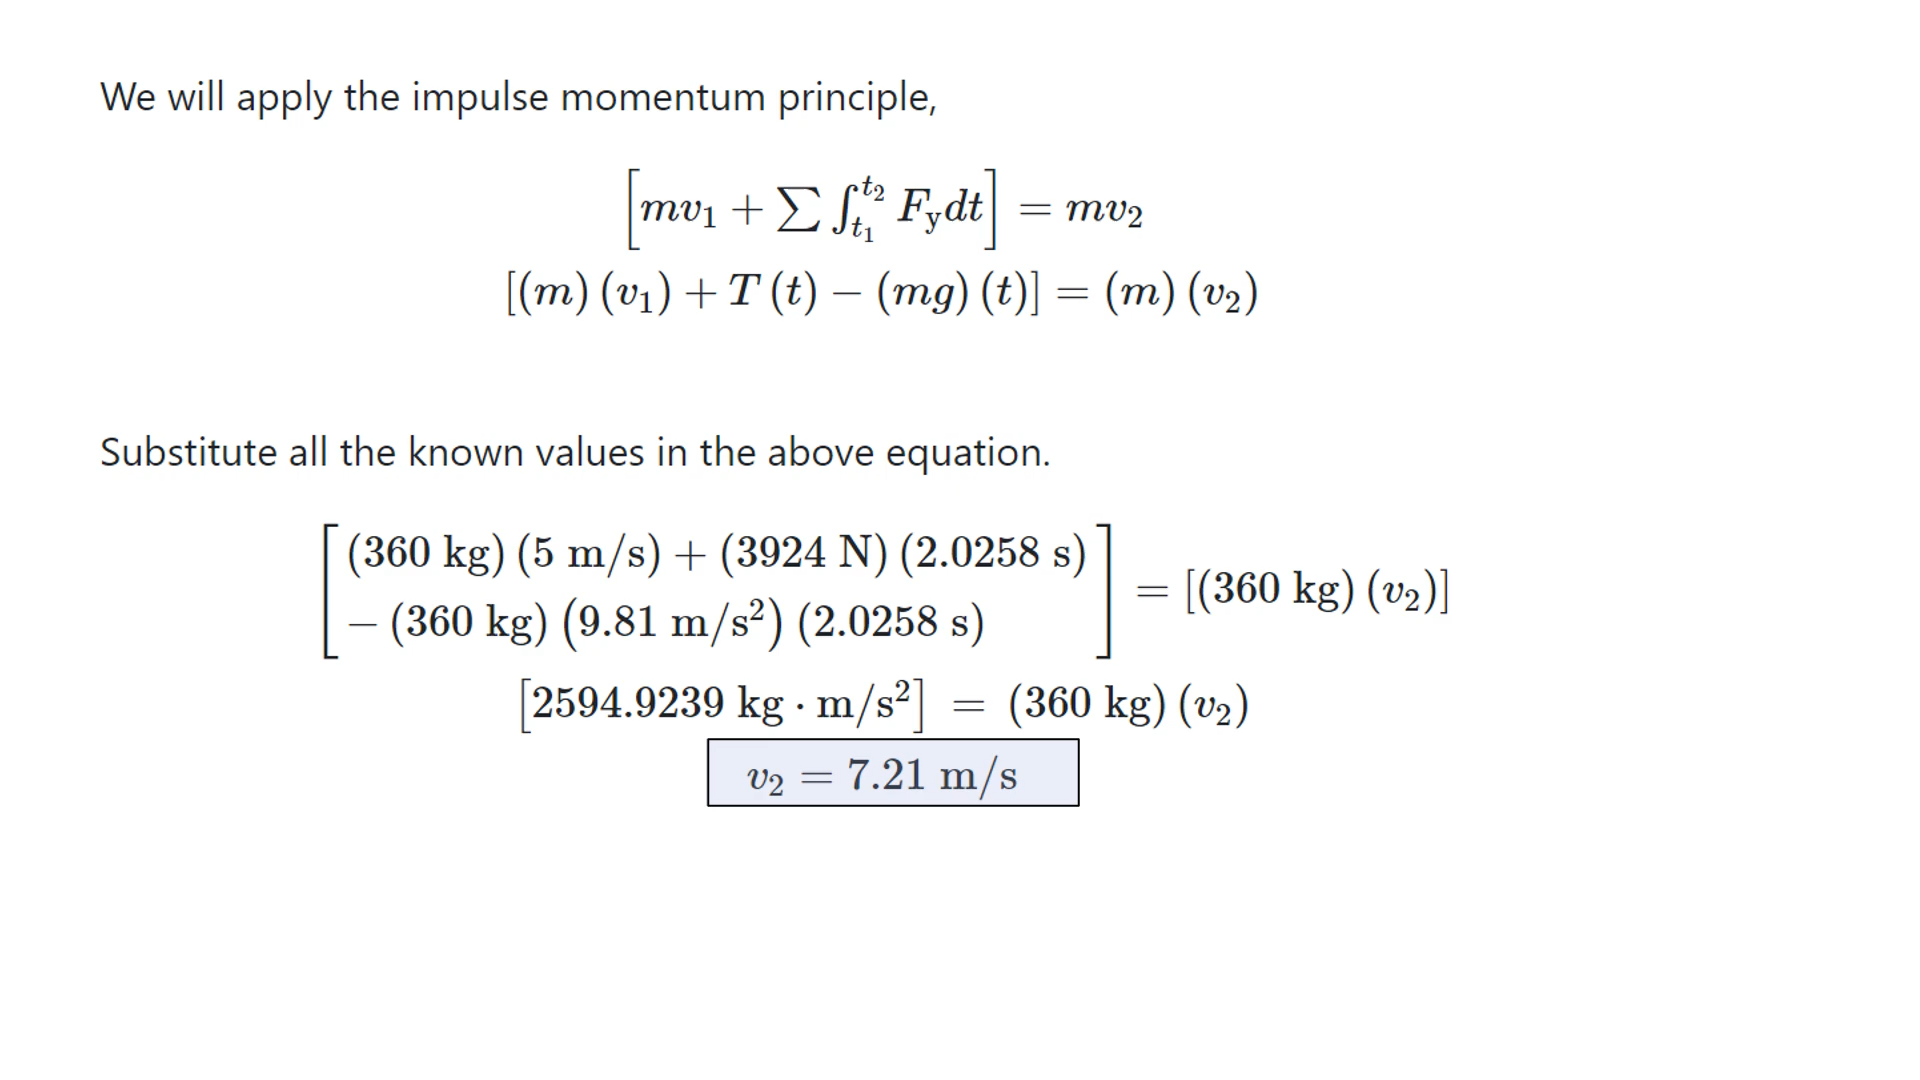 We will apply the impulse momentum principle,
[mv₁ + ∑ ∫ₜ₁ᵗ² F_y dt] = mv₂
[(m) (v₁) + T (t) − (mg) (t)] = (m) (v₂)
Substitute all the known values in the above equation.
[(360 kg) (5 m/s) + (3924 N) (2.0258 s)
− (360 kg) (9.81 m/s²) (2.0258 s)] = [(360 kg) (v₂)]
[2594.9239 kg · m/s²] = (360 kg) (v₂)
v₂ = 7.21 m/s